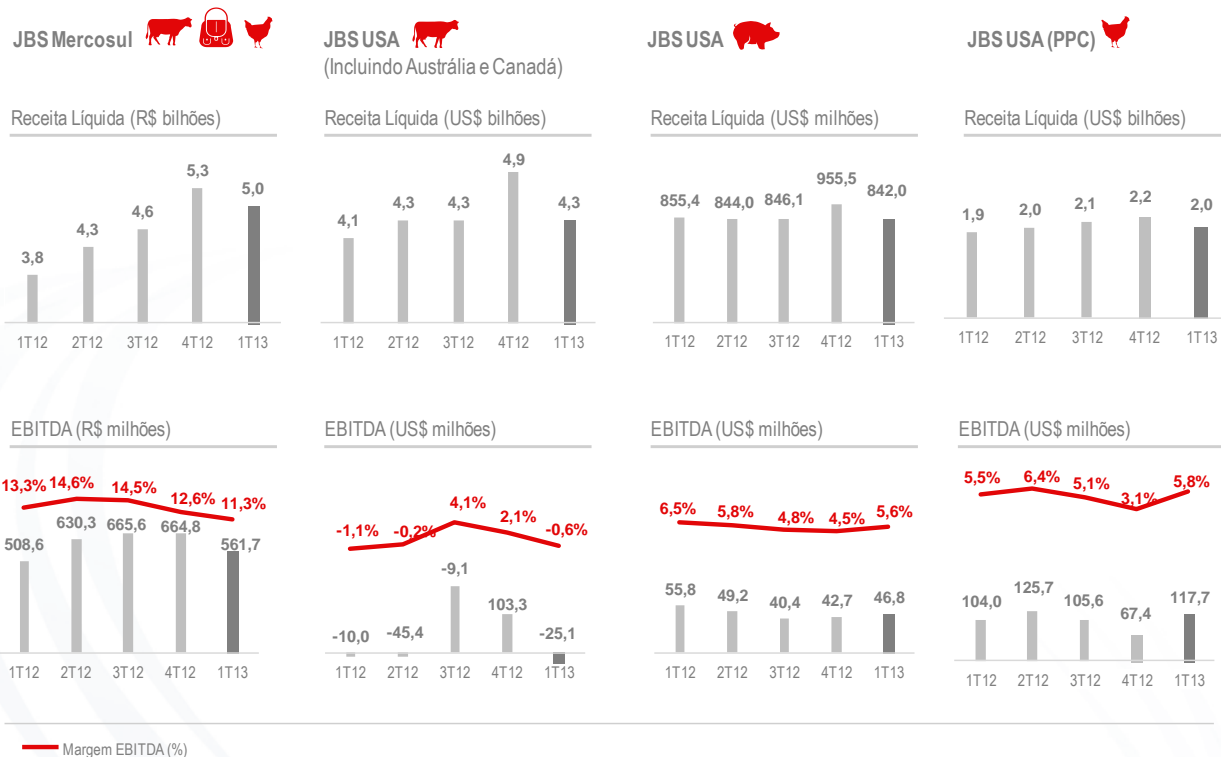 JBS Mercosul
JBS USA
(Incluindo Austrália e Canadá)
JBS USA
JBS USA (PPC)
Receita Líquida (R$ bilhões)
3,8
4,3
4,6
5,3
5,0
1T12 2T12 3T12 4T12 1T13
Receita Líquida (US$ bilhões)
4,1
4,3
4,3
4,9
4,3
1T12 2T12 3T12 4T12 1T13
Receita Líquida (US$ milhões)
855,4
844,0
846,1
955,5
842,0
1T12 2T12 3T12 4T12 1T13
Receita Líquida (US$ bilhões)
1,9
2,0
2,1
2,2
2,0
1T12 2T12 3T12 4T12 1T13
EBITDA (R$ milhões)
13,3% 14,6% 14,5% 12,6% 11,3%
508,6 630,3 665,6 664,8 561,7
1T12 2T12 3T12 4T12 1T13
EBITDA (US$ milhões)
-1,1% -0,2% 4,1% 2,1% -0,6%
-10,0 -45,4 -9,1 103,3 -25,1
1T12 2T12 3T12 4T12 1T13
EBITDA (US$ milhões)
6,5% 5,8% 4,8% 4,5% 5,6%
55,8 49,2 40,4 42,7 46,8
1T12 2T12 3T12 4T12 1T13
EBITDA (US$ milhões)
5,5% 6,4% 5,1% 3,1% 5,8%
104,0 125,7 105,6 67,4 117,7
1T12 2T12 3T12 4T12 1T13
Margem EBITDA (%)